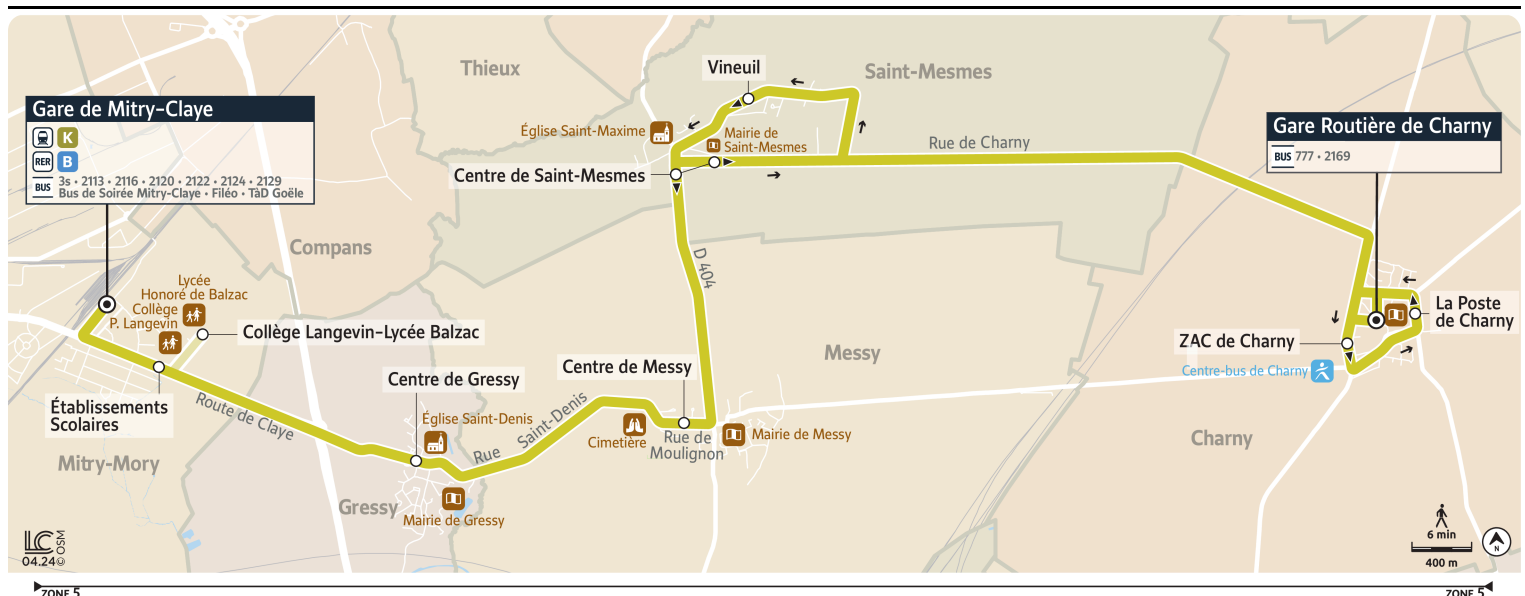 Thieux
Saint-Mesmes
Vineuil
Gare de Mitry-Claye
K
RER
B
BUS
3s • 2113 • 2116 • 2120 • 2122 • 2124 • 2129
Bus de Soirée Mitry-Claye • Filéo • TàD Goële
Église Saint-Maxime
Mairie de
Saint-Mesmes
Rue de Charny
Gare Routière de Charny
BUS 777 • 2169
Centre de Saint-Mesmes
Compans
D 404
Lycée
Honoré de Balzac
Collège
P. Langevin
Collège Langevin-Lycée Balzac
La Poste
de Charny
ZAC de Charny
Centre-bus de Charny
Messy
Centre de Messy
Centre de Gressy
Établissements
Scolaires
Route de Claye
Église Saint-Denis
Rue Saint-Denis
Cimetière
Rue de
Moulignon
Mairie de Messy
Charny
Mitry-Mory
Gressy
Mairie de Gressy
LC
04.24
© OSM
6 min
400 m
N
ZONE 5
ZONE 5